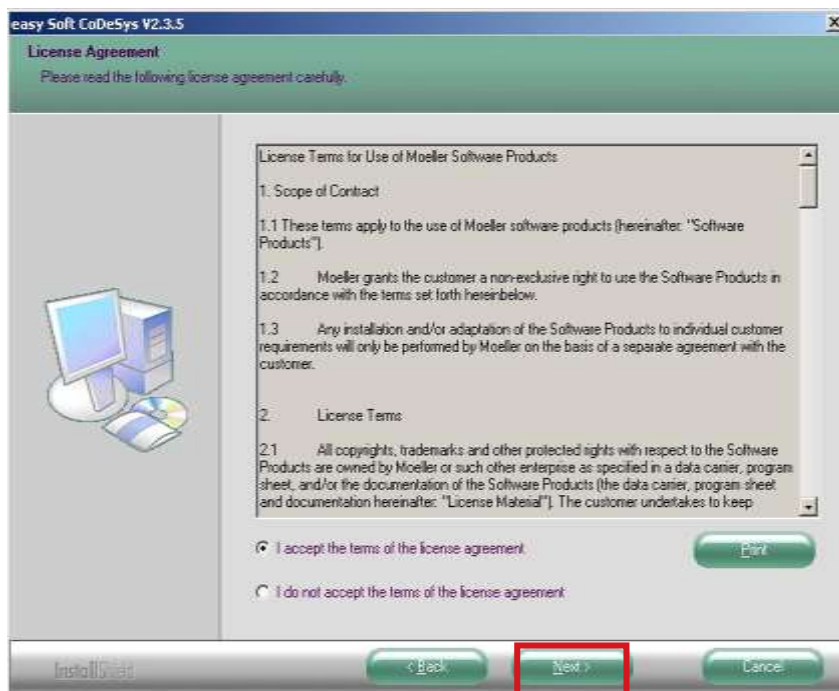 easy Soft CoDeSys V2.3.5
License Agreement
Please read the following license agreement carefully.
License Terms for Use of Moeller Software Products
1. Scope of Contract
1.1 These terms apply to the use of Moeller software products (hereinafter: "Software
Products").
1.2 Moeller grants the customer a non-exclusive right to use the Software Products in
accordance with the terms set forth hereinbelow.
1.3 Any installation and/or adaptation of the Software Products to individual customer
requirements will only be performed by Moeller on the basis of a separate agreement with the
customer.
2. License Terms
2.1 All copyrights, trademarks and other protected rights with respect to the Software
Products are owned by Moeller or such other enterprise as specified in a data carrier, program
sheet, and/or the documentation of the Software Products (the data carrier, program sheet
and documentation hereinafter: "License Material"). The customer undertakes to keep
I accept the terms of the license agreement
Print
I do not accept the terms of the license agreement
InstallShield
< Back
Next >
Cancel